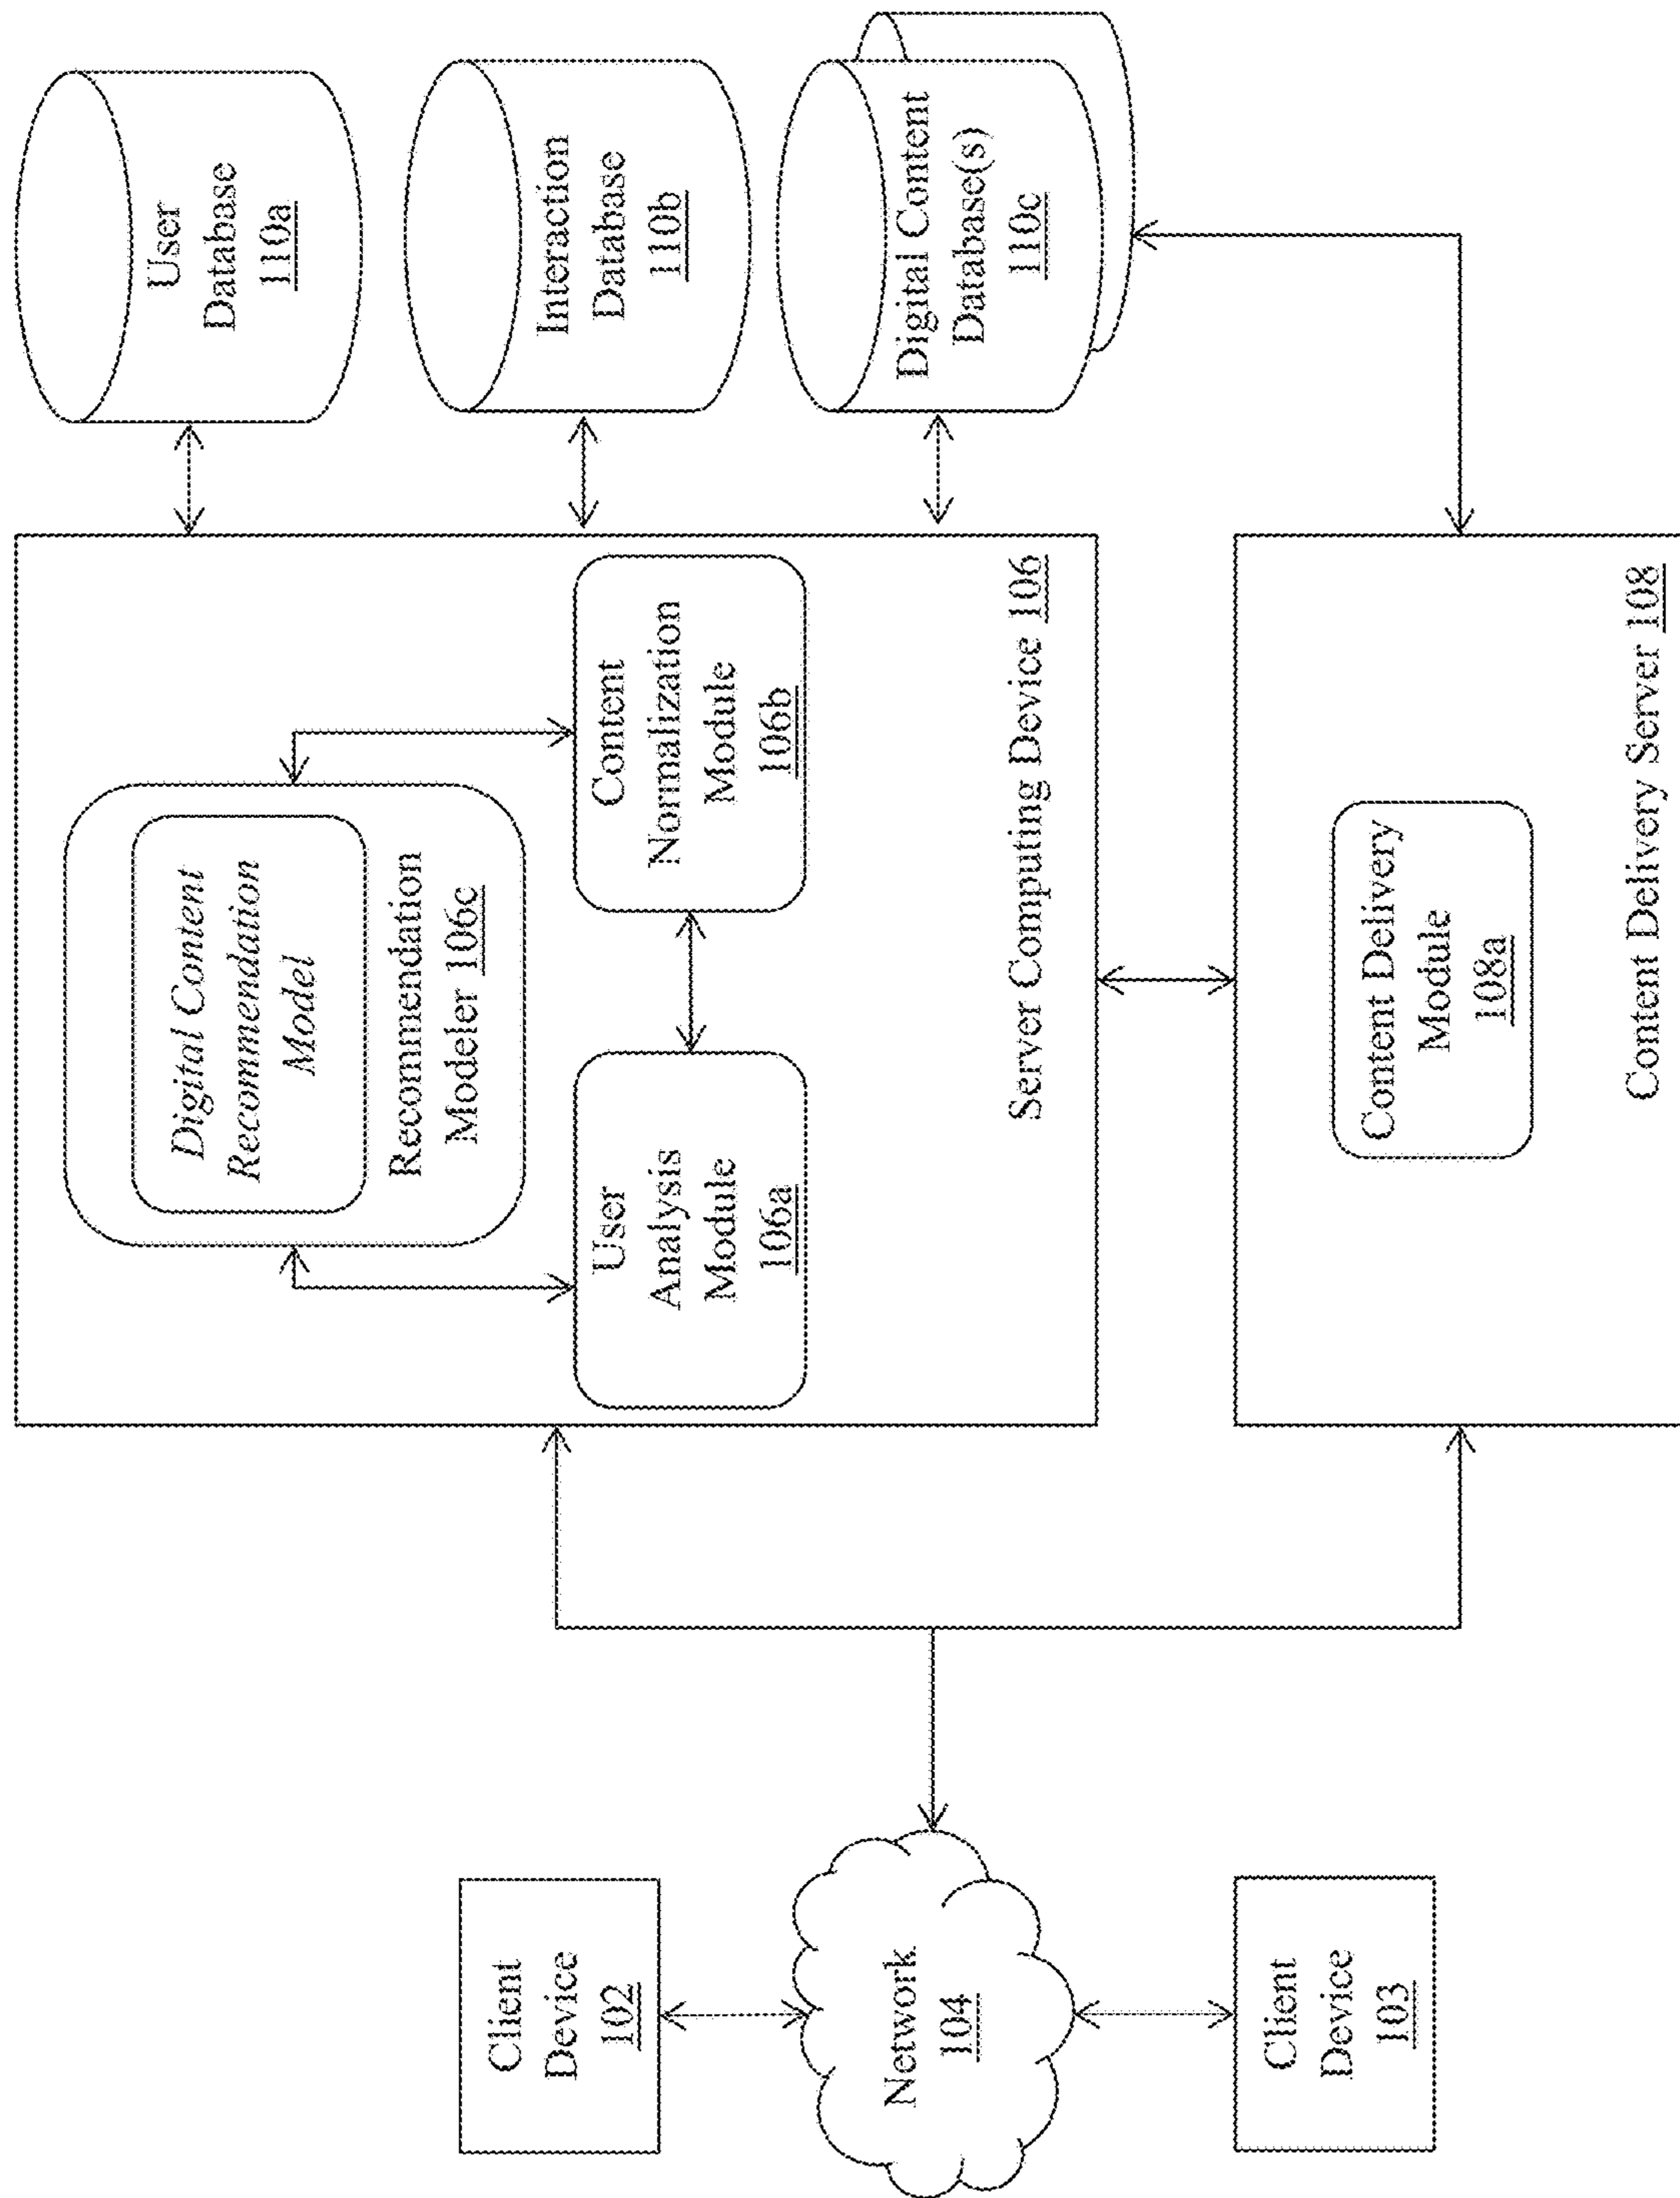 Client
Device
102
Network
104
Client
Device
103
Digital Content
Recommendation
Model
Recommendation
Modeler 106c
User
Analysis
Module
106a
Content
Normalization
Module
106b
Server Computing Device 106
Content Delivery
Module
108a
Content Delivery Server 108
User
Database
110a
Interaction
Database
110b
Digital Content
Database(s)
110c